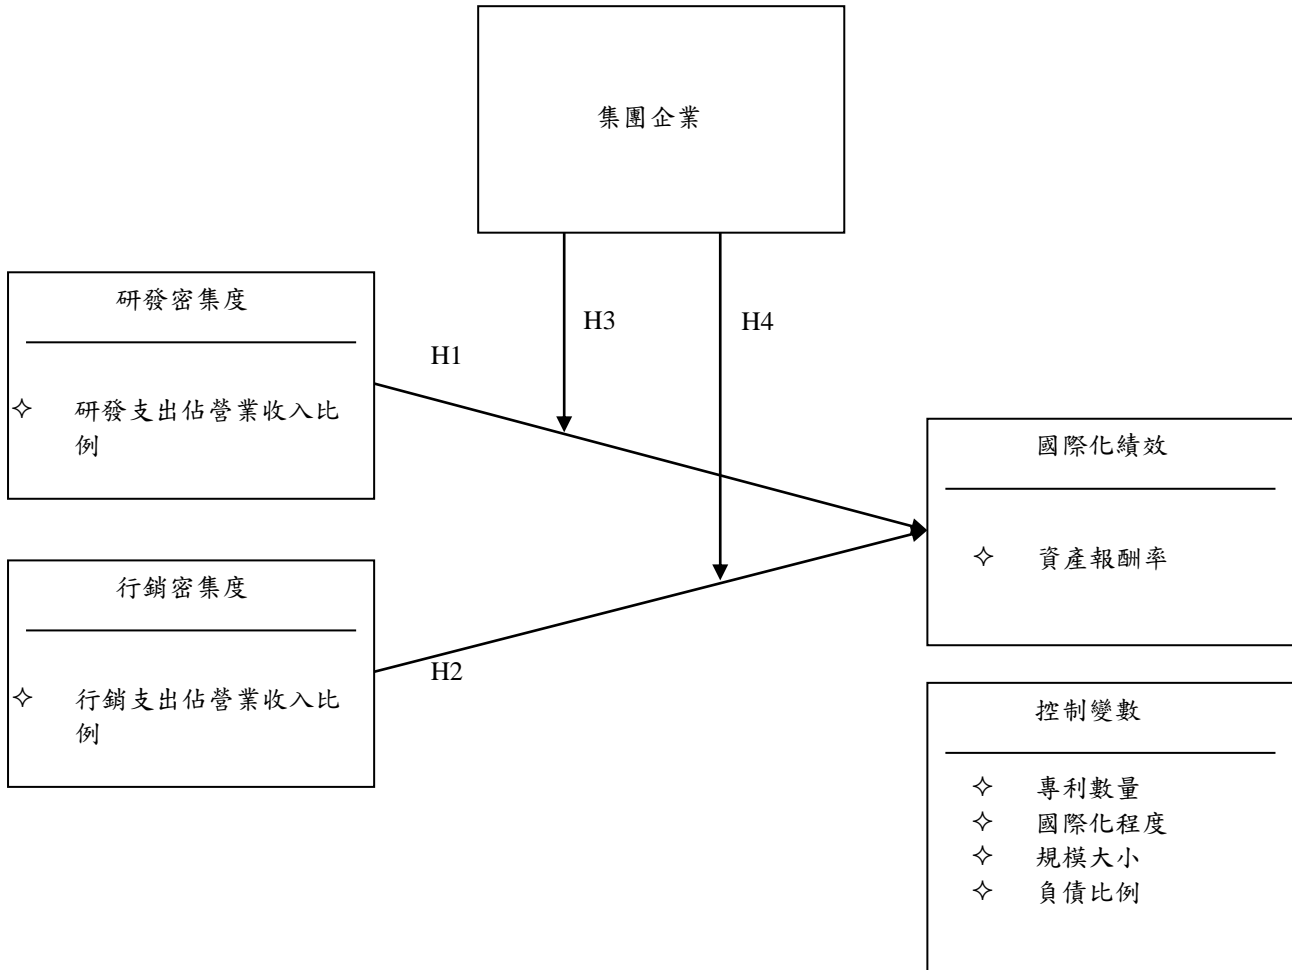 集團企業
H3
H4
研發密集度
H1
✧ 研發支出佔營業收入比
例
國際化績效
✧ 資產報酬率
行銷密集度
H2
✧ 行銷支出佔營業收入比
例
控制變數
✧ 專利數量
✧ 國際化程度
✧ 規模大小
✧ 負債比例